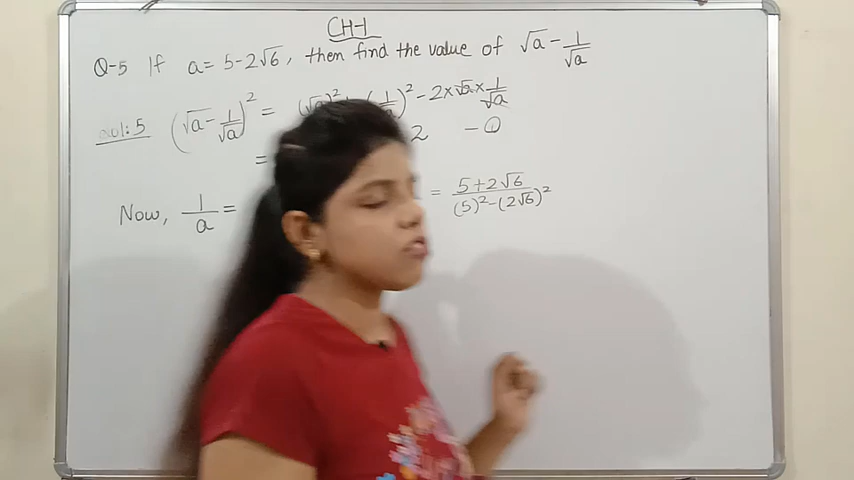 CH-1
Q-5 If a = 5-2√6, then find the value of √a - 1/√a
sol: 5 (√a - 1/√a)² = (√a)² + (1/√a)² - 2×√a×1/√a
= 2 - ①
Now, 1/a = = 5+2√6/(5)²-(2√6)²